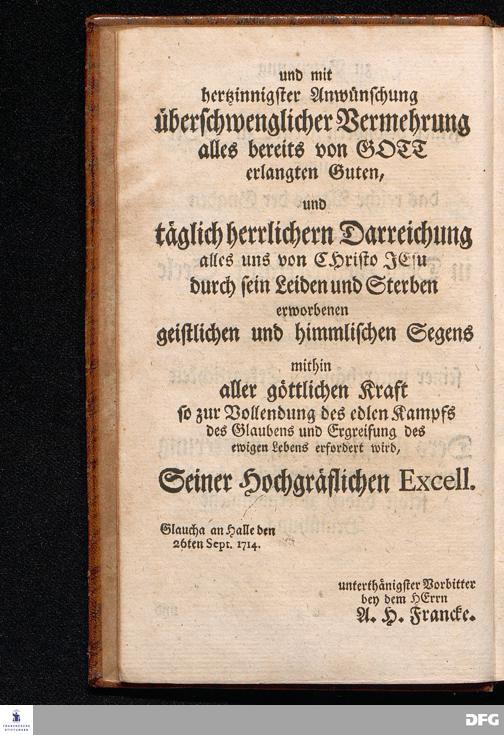 und mit
hertzinnigster Anwünschung
überschwenglicher Vermehrung
alles bereits von GOTT
erlangten Guten,
und
täglich herrlichern Darreichung
alles uns von CHristo JEsu
durch sein Leiden und Sterben
erworbenen
geistlichen und himmlischen Segens
mithin
aller göttlichen Kraft
so zur Vollendung des edlen Kampfs
des Glaubens und Ergreifung des
ewigen Lebens erfordert wird,
Seiner Hochgräflichen Excell.
Glaucha an Halle den
26ten Sept. 1714.
unterthänigster Vorbitter
bey dem HErrn
A. H. Francke.
FRANCKESCHE
STIFTUNGEN
DFG